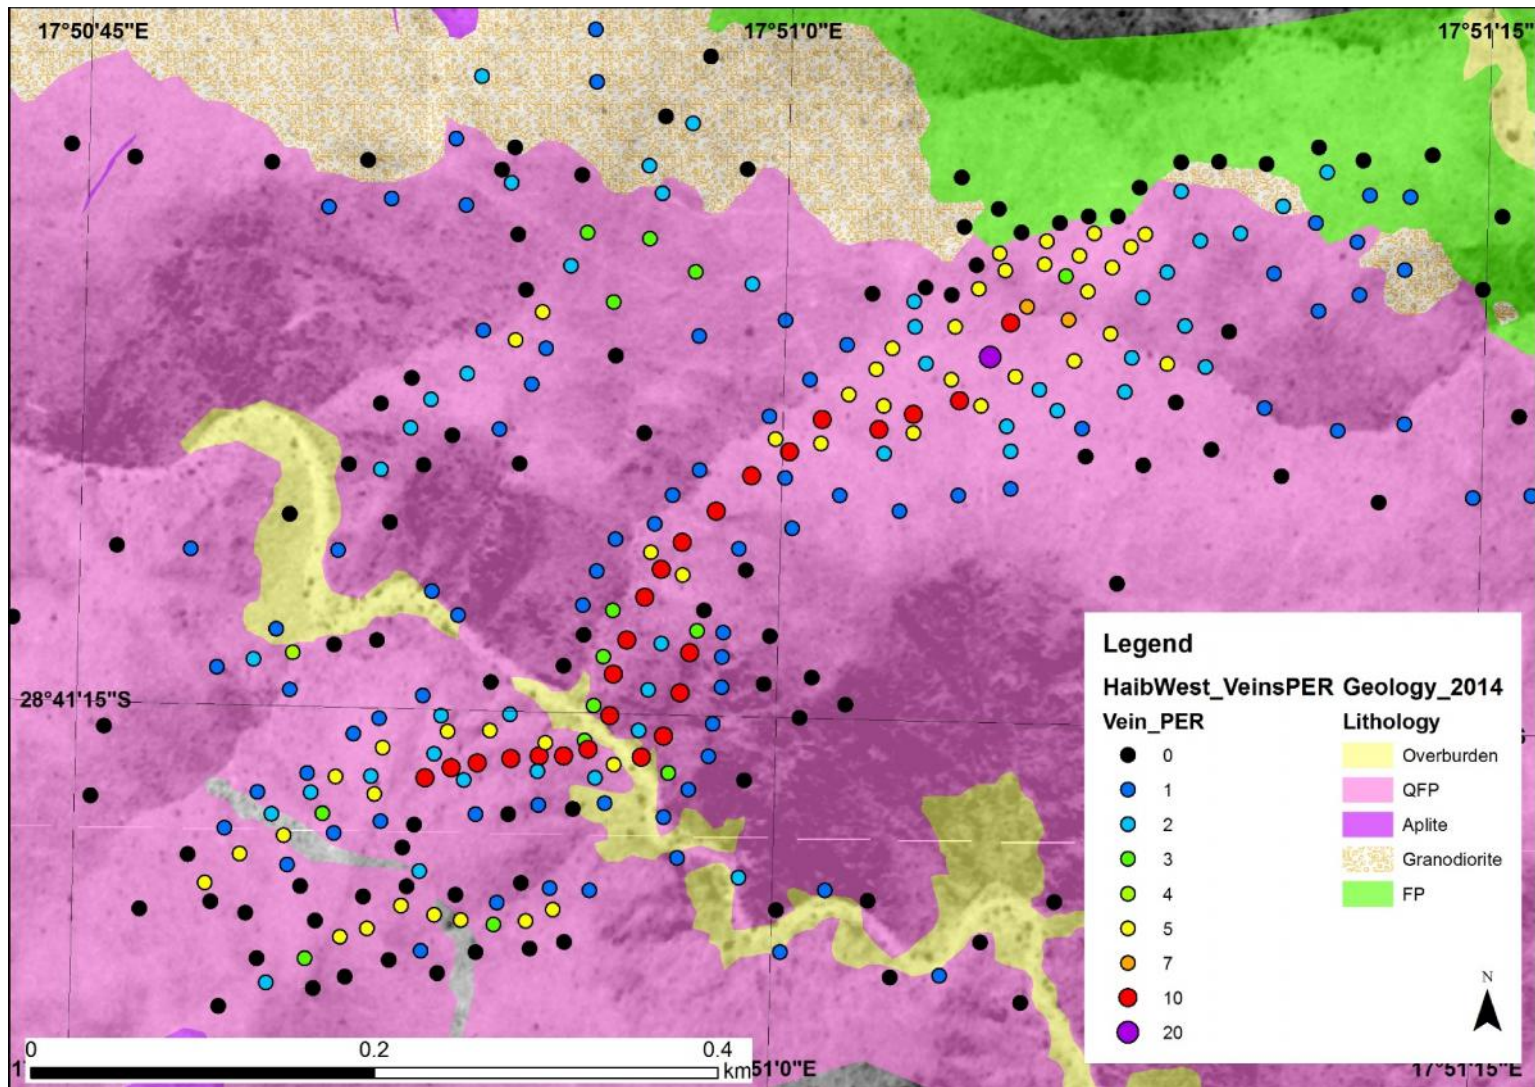 17°50'45"E
17°51'0"E
17°51'15"
28°41'15"S
Legend
HaibWest_VeinsPER Geology_2014
Vein_PER
Lithology
0
1
2
3
4
5
7
10
20
Overburden
QFP
Aplite
Granodiorite
FP
N
0
0.2
0.4
km
51'0"E
17°51'15"E